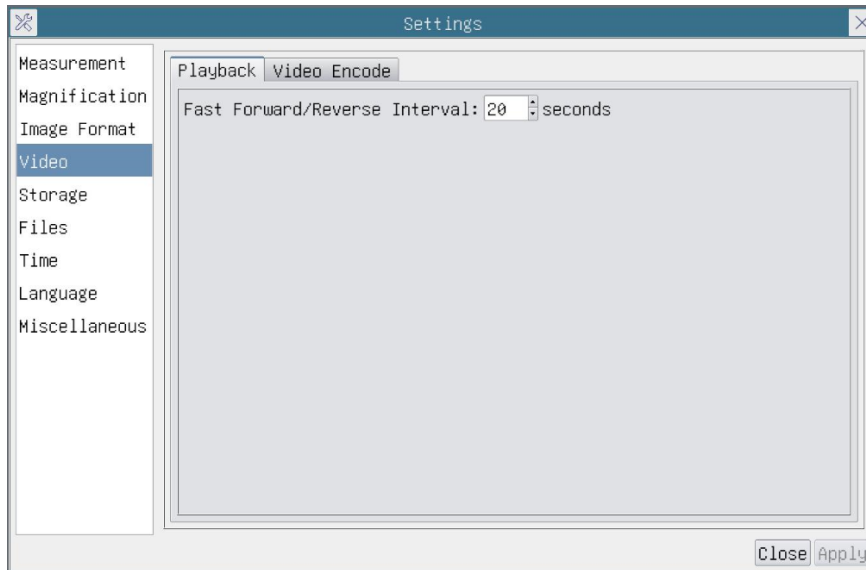 Settings
Measurement
Magnification
Image Format
Video
Storage
Files
Time
Language
Miscellaneous
Playback Video Encode
Fast Forward/Reverse Interval: 20 seconds
Close Apply